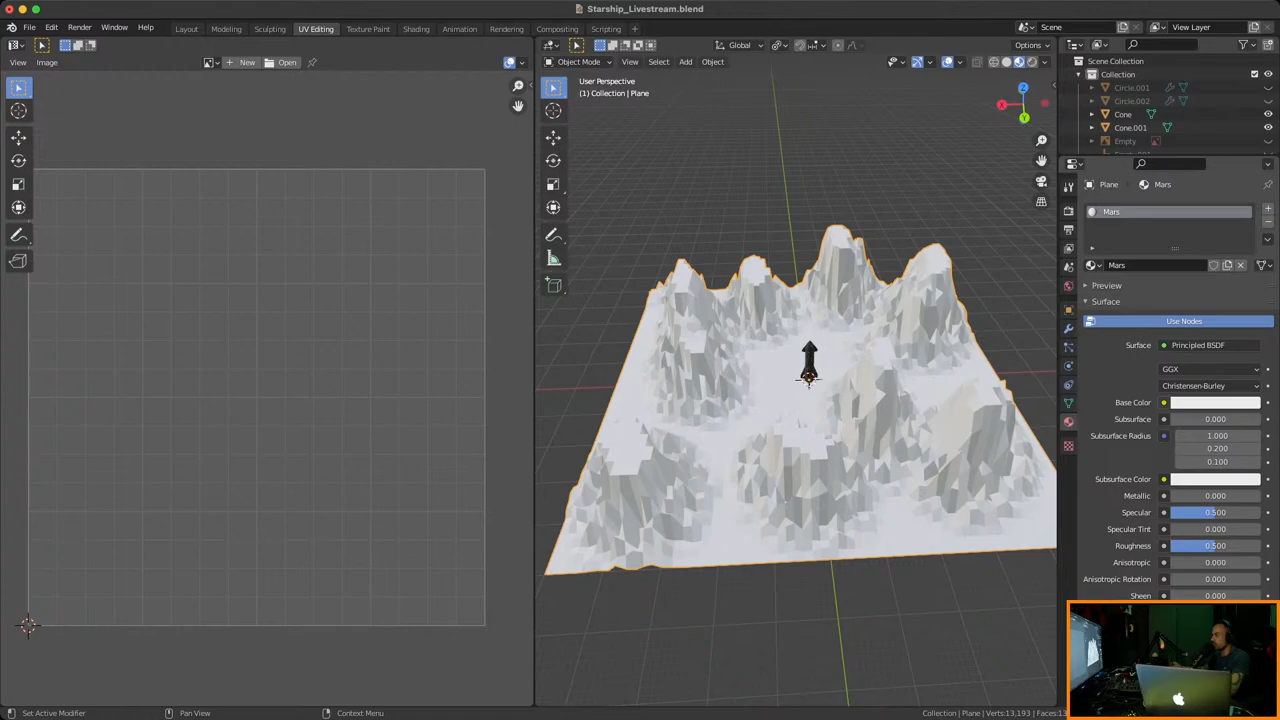 Starship_Livestream.blend
File Edit Render Window Help Layout Modeling Sculpting UV Editing Texture Paint Shading Animation Rendering Compositing Scripting Scene View Layer
View Image New Open
Global Options
Object Mode View Select Add Object
User Perspective
(1) Collection | Plane
X Y Z
Scene Collection
Collection
Circle.001
Circle.002
Cone
Cone.001
Empty
Plane Mars
Mars
Mars
Preview
Surface
Use Nodes
Surface Principled BSDF
GGX
Christensen-Burley
Base Color
Subsurface 0.000
Subsurface Radius 1.000
0.200
0.100
Subsurface Color
Metallic 0.000
Specular 0.500
Specular Tint 0.000
Roughness 0.500
Anisotropic 0.000
Anisotropic Rotation 0.000
Sheen 0.000
Set Active Modifier Pan View Context Menu Collection | Plane | Verts:13,193 | Faces:13